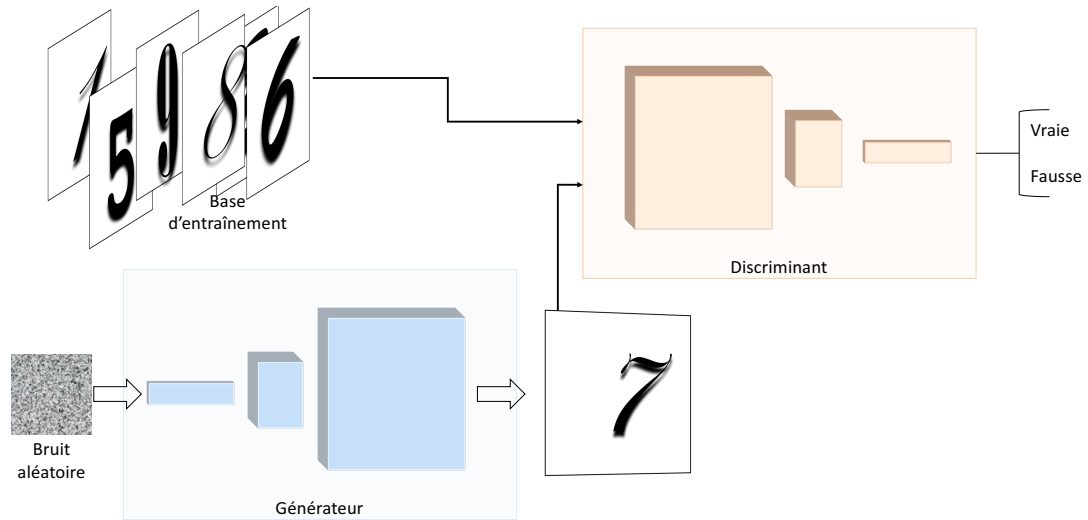 1
5
9
8
6
Base
d'entraînement
Vraie
Fausse
Discriminant
7
Bruit
aléatoire
Générateur